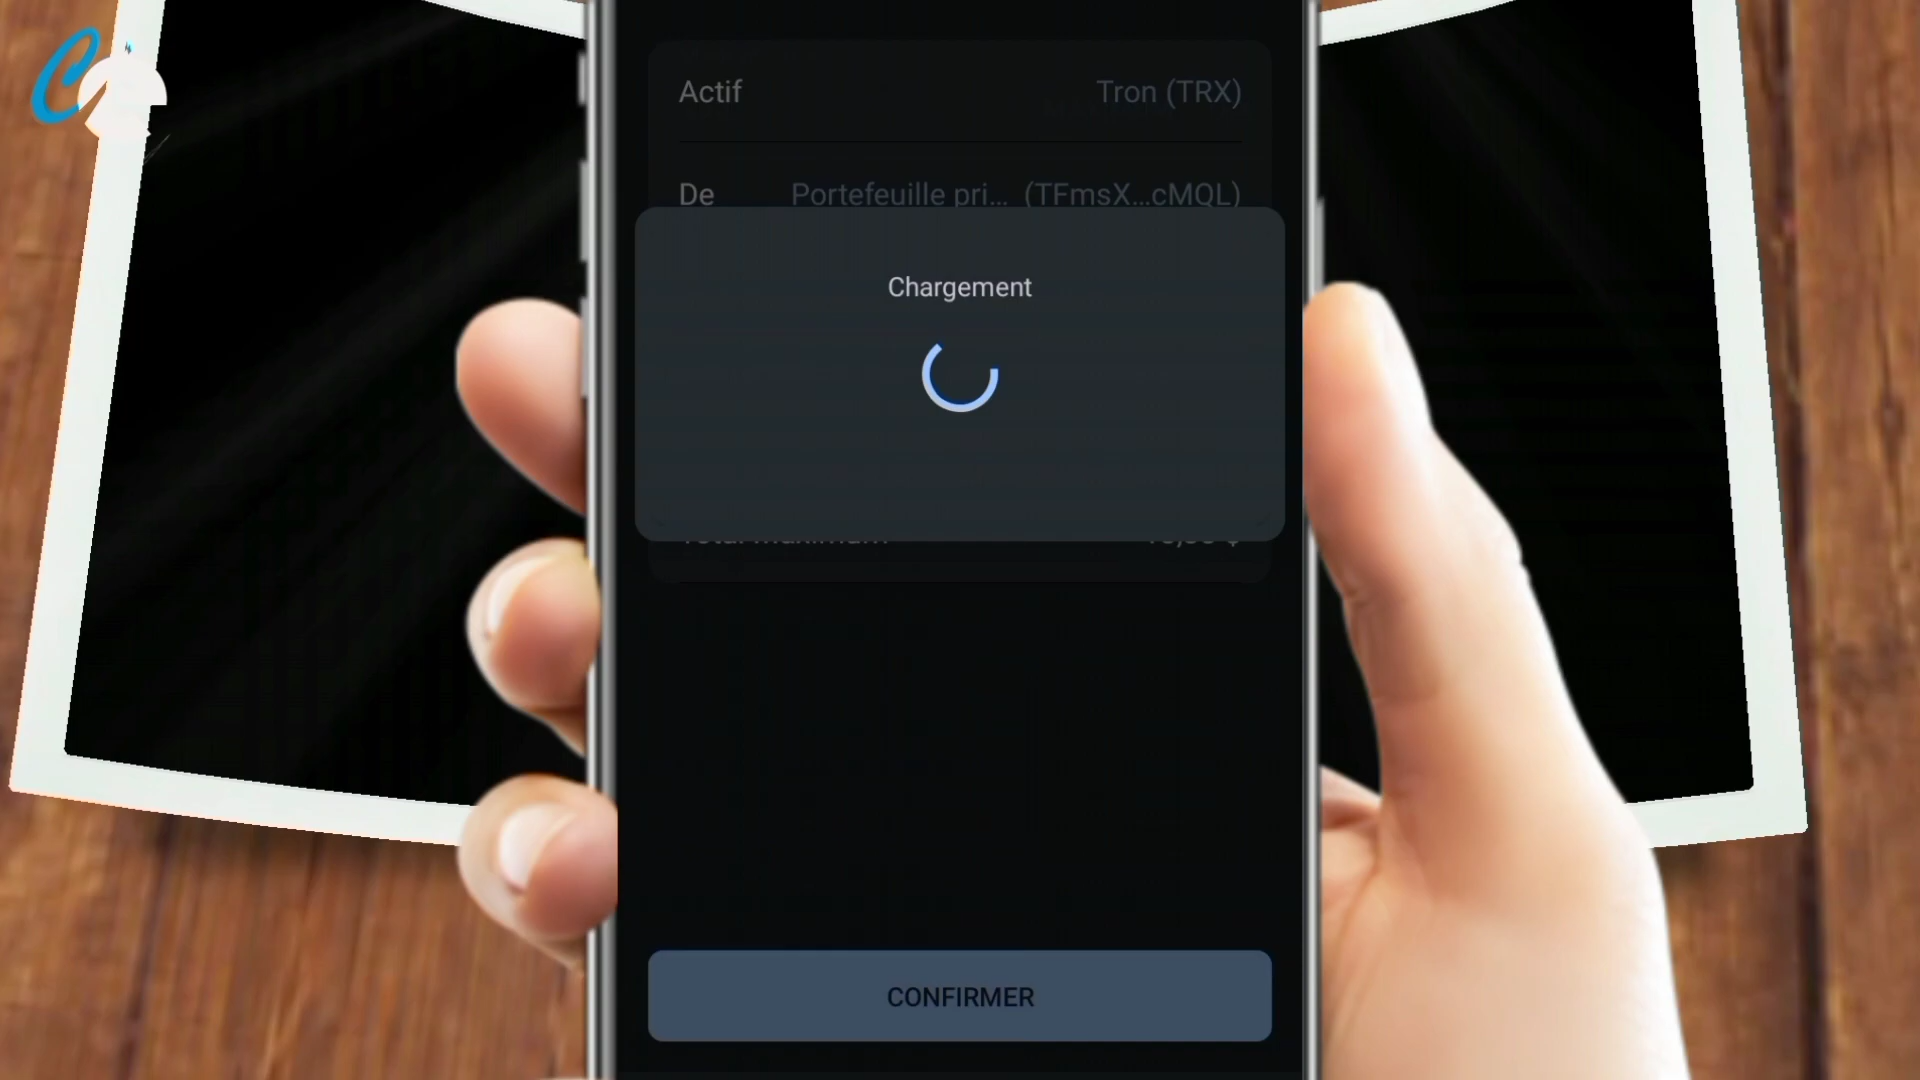 Actif Tron (TRX)
De Portefeuille pri... (TFmsX...cMQL)
Chargement
CONFIRMER